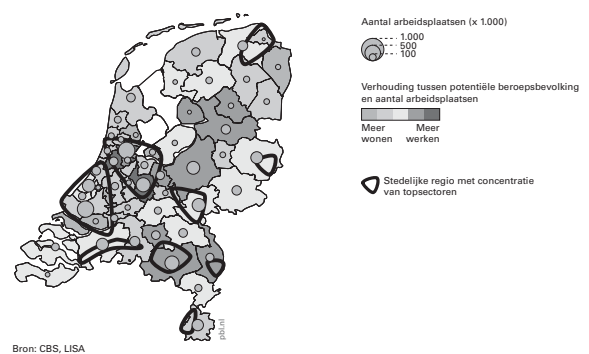 Aantal arbeidsplaatsen (x 1.000)
1.000
500
100
Verhouding tussen potentiële beroepsbevolking
en aantal arbeidsplaatsen
Meer Meer
wonen werken
Stedelijke regio met concentratie
van topsectoren
pbl.nl
Bron: CBS, LISA